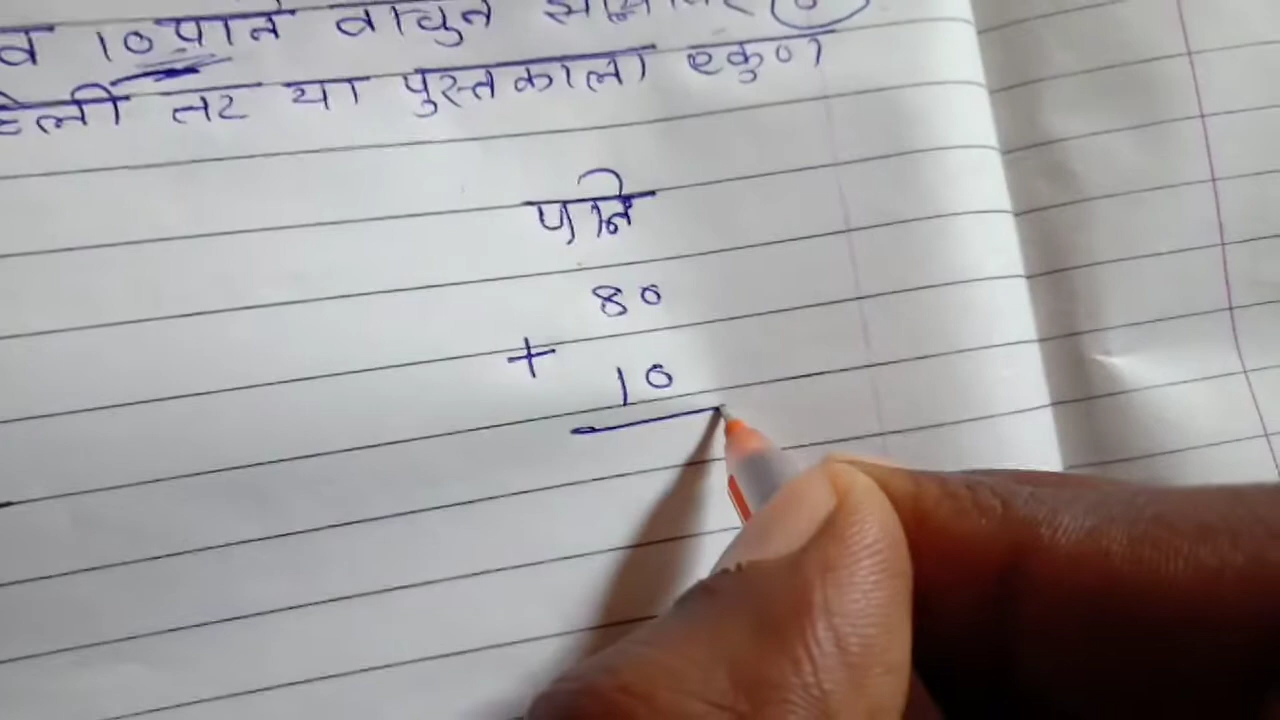 व 10 पाने वाचुन
हेली तर या पुस्तकाला एकुण
पाने
80
+
10